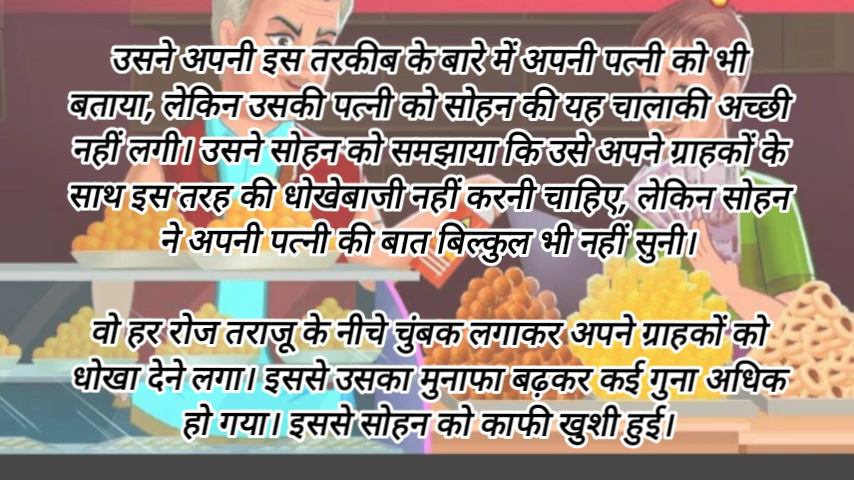 उसने अपनी इस तरकीब के बारे में अपनी पत्नी को भी
बताया, लेकिन उसकी पत्नी को सोहन की यह चालाकी अच्छी
नहीं लगी। उसने सोहन को समझाया कि उसे अपने ग्राहकों के
साथ इस तरह की धोखेबाजी नहीं करनी चाहिए, लेकिन सोहन
ने अपनी पत्नी की बात बिल्कुल भी नहीं सुनी।
वो हर रोज तराजू के नीचे चुंबक लगाकर अपने ग्राहकों को
धोखा देने लगा। इससे उसका मुनाफा बढ़कर कई गुना अधिक
हो गया। इससे सोहन को काफी खुशी हुई।